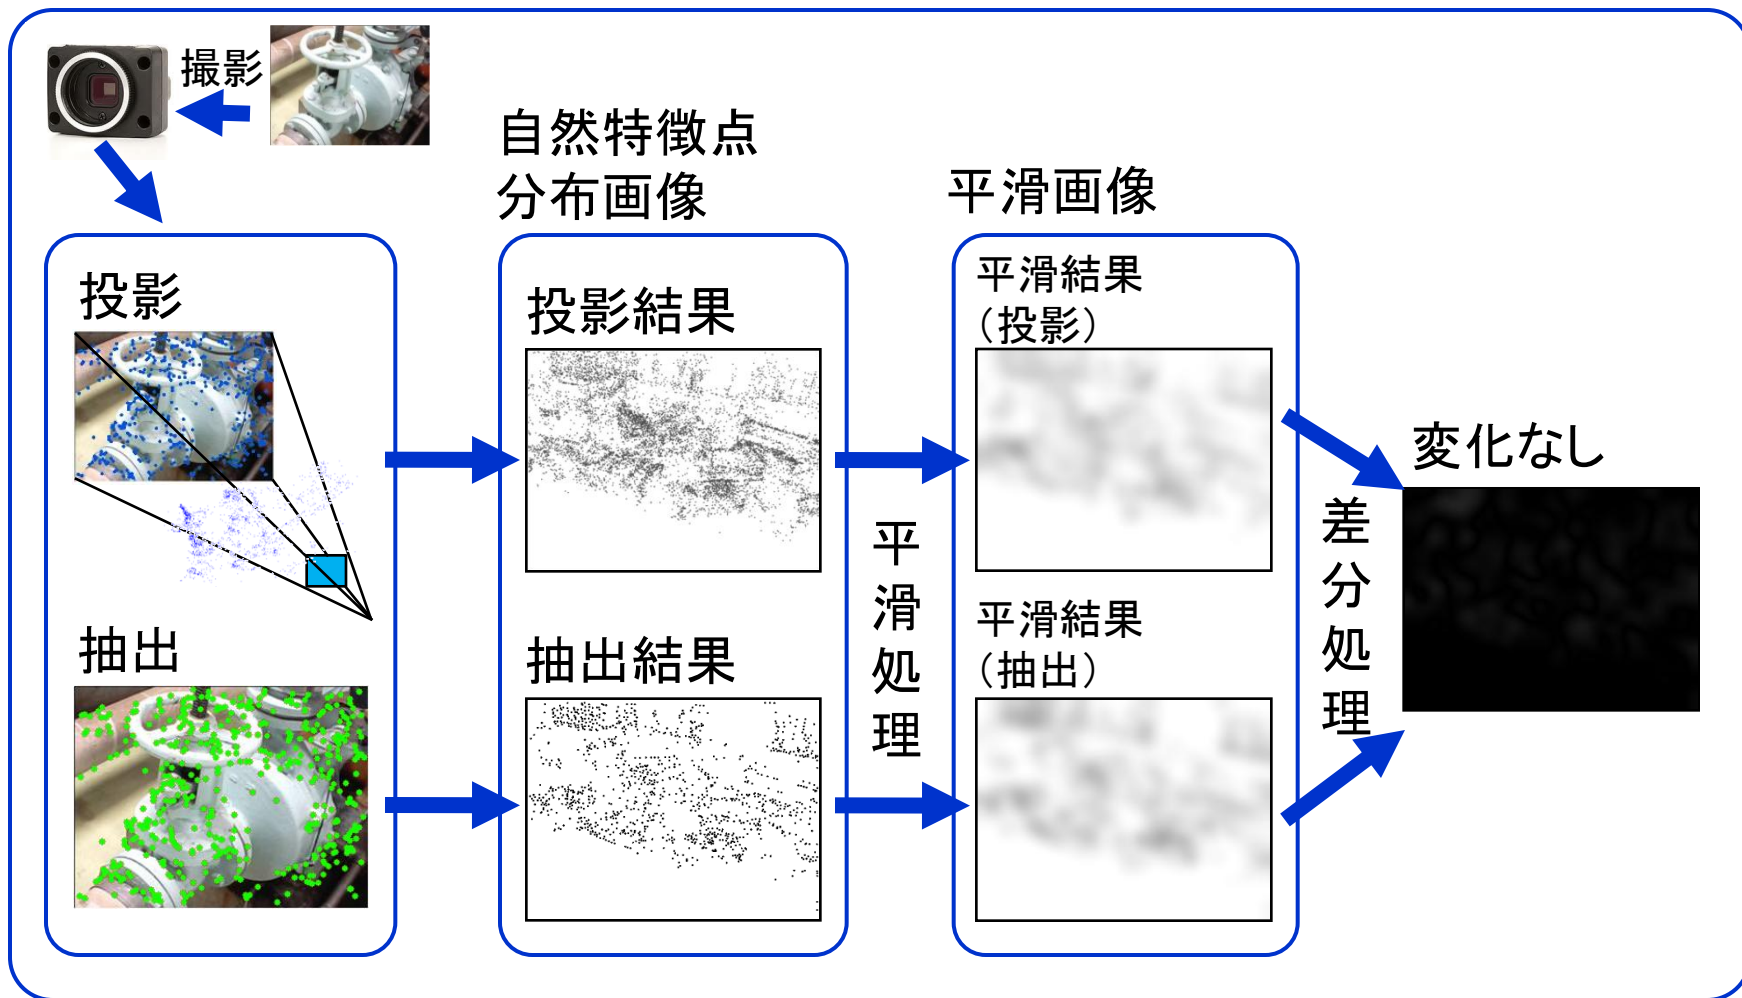 撮影
自然特徴点
分布画像
平滑画像
投影
投影結果
平滑結果
（投影）
変化なし
平滑処理
差分処理
抽出
抽出結果
平滑結果
（抽出）